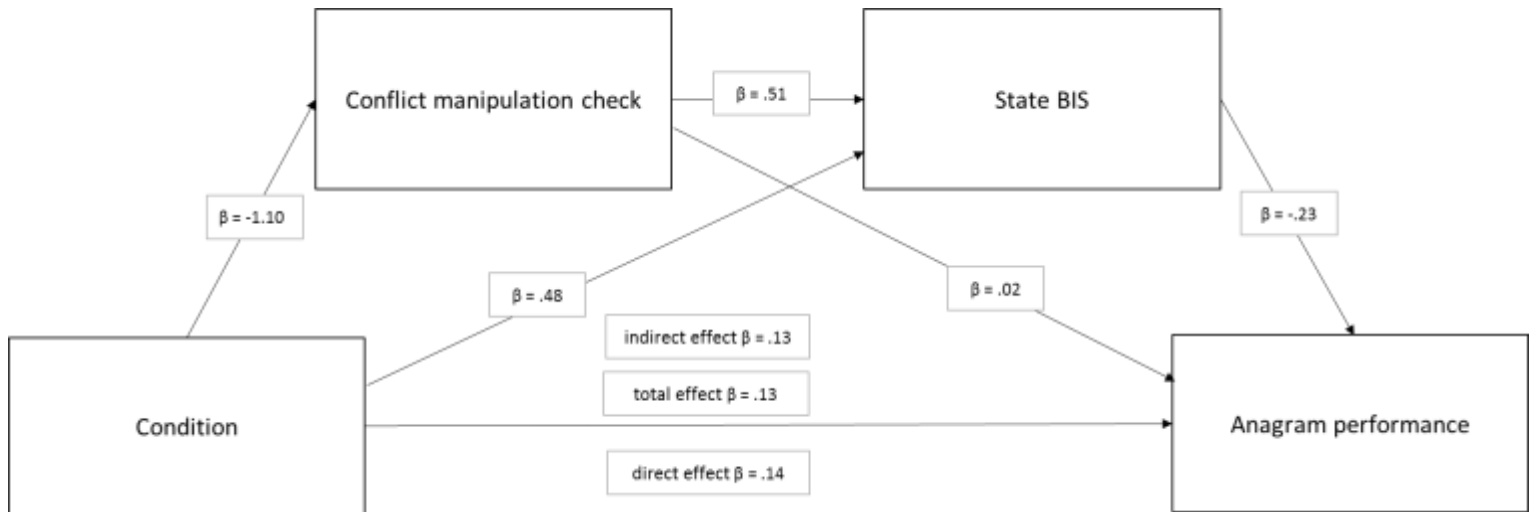 Conflict manipulation check
β = .51
State BIS
β = -1.10
β = -.23
β = .48
β = .02
indirect effect β = .13
total effect β = .13
Condition
Anagram performance
direct effect β = .14